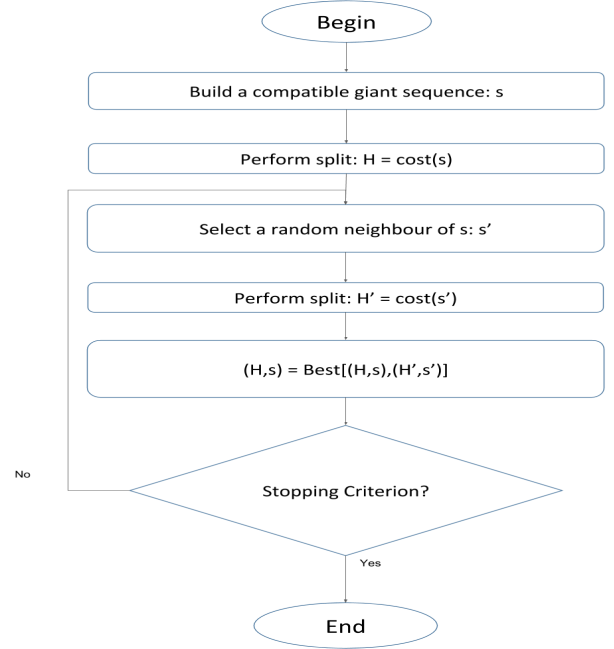 Begin
Build a compatible giant sequence: s
Perform split: H = cost(s)
Select a random neighbour of s: s’
Perform split: H’ = cost(s’)
(H,s) = Best[(H,s),(H’,s’)]
No
Stopping Criterion?
Yes
End